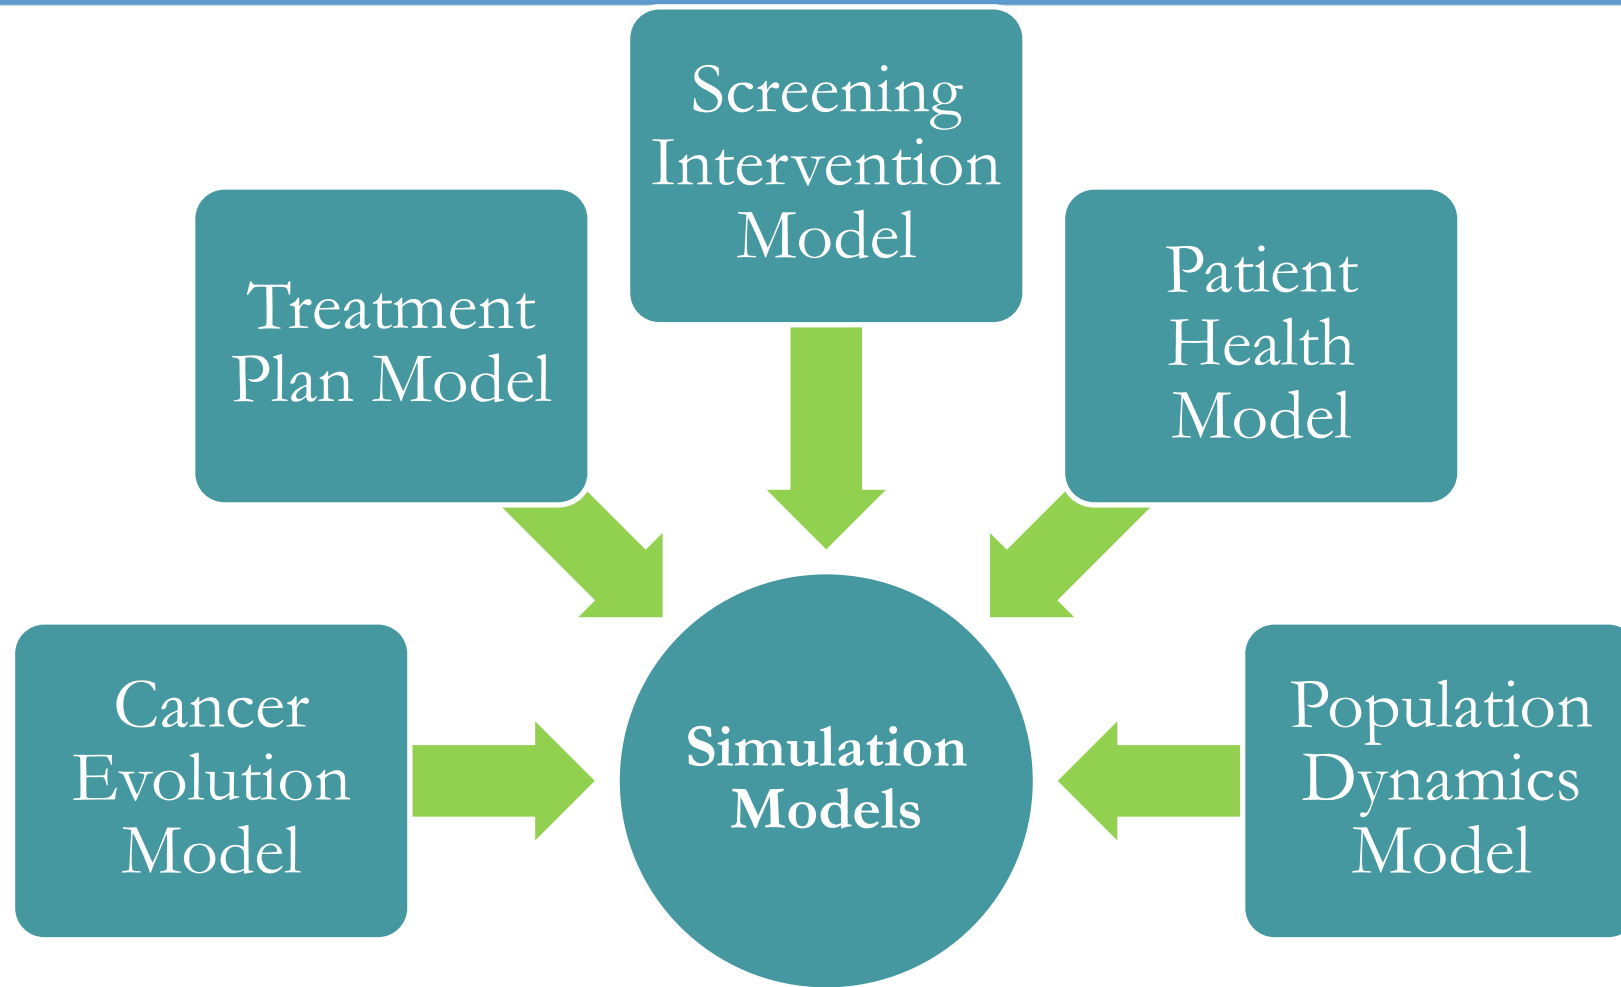 Screening
Intervention
Model
Treatment
Plan Model
Patient
Health
Model
Cancer
Evolution
Model
Simulation
Models
Population
Dynamics
Model